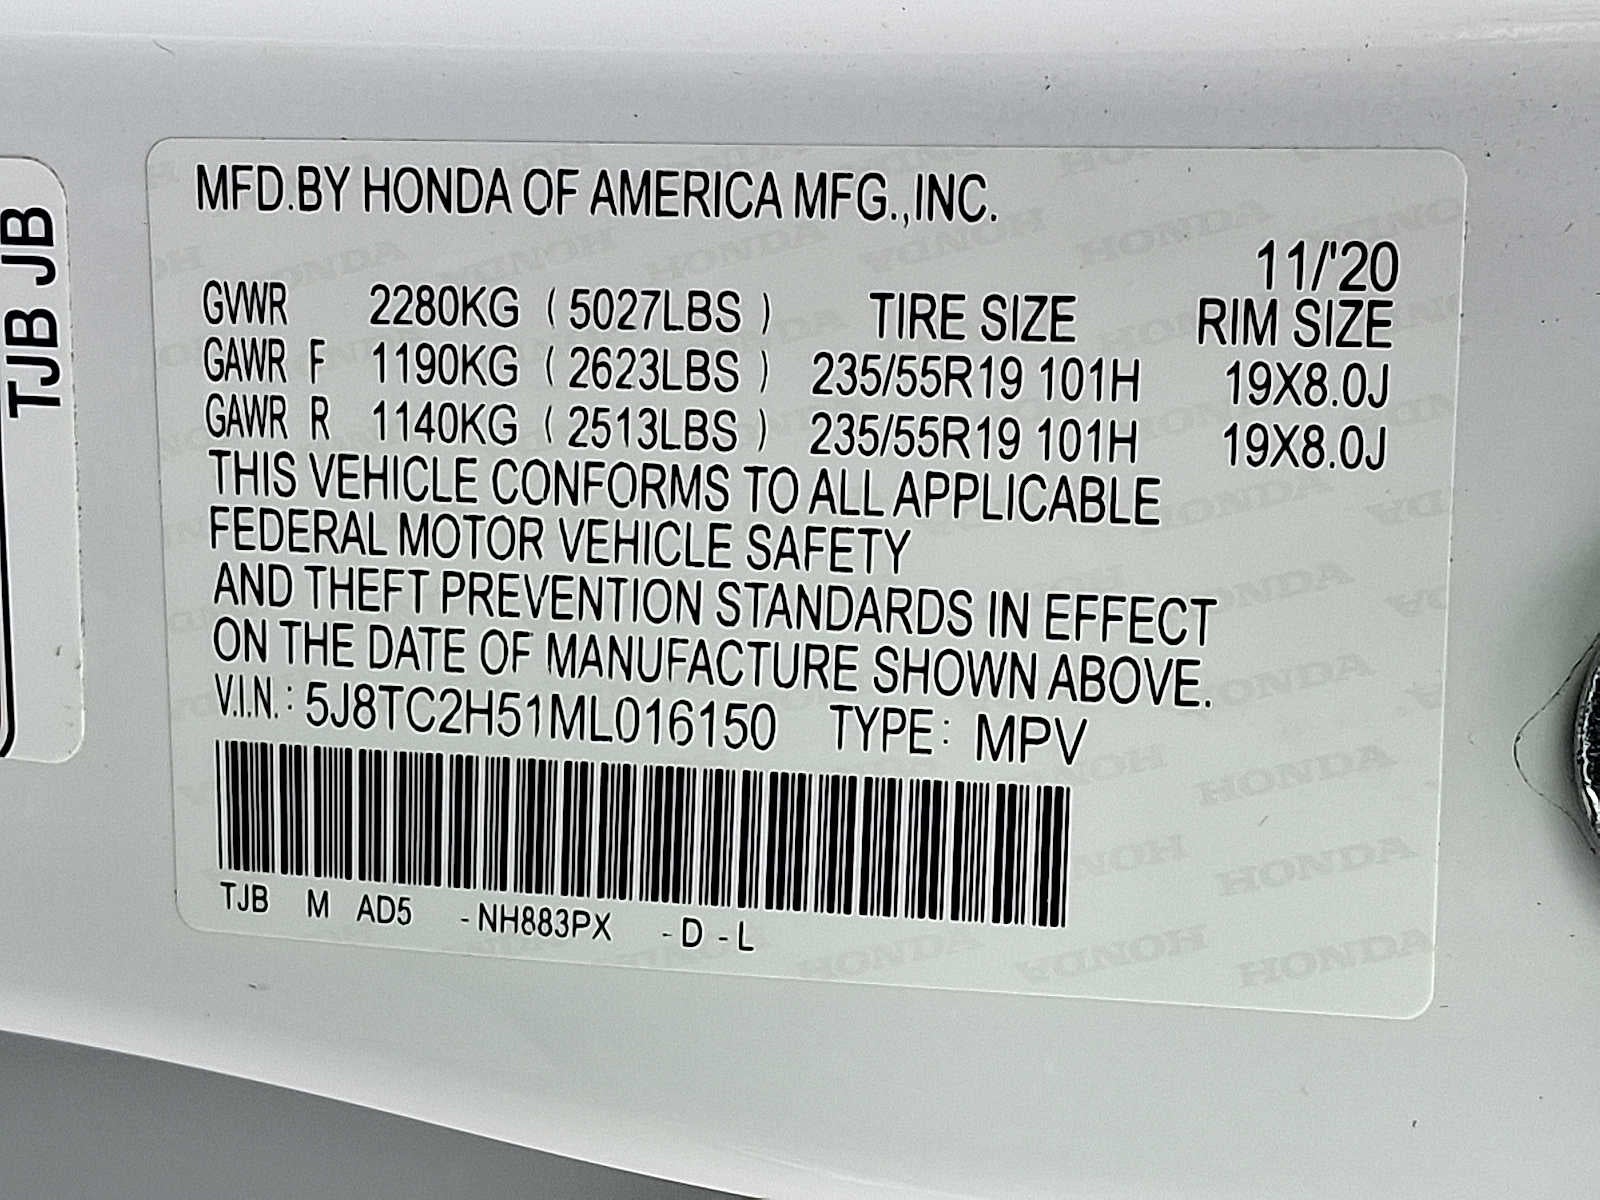 TJB JB
MFD.BY HONDA OF AMERICA MFG.,INC.
11/'20
GVWR 2280KG ( 5027LBS ) TIRE SIZE RIM SIZE
GAWR F 1190KG ( 2623LBS ) 235/55R19 101H 19X8.0J
GAWR R 1140KG ( 2513LBS ) 235/55R19 101H 19X8.0J
THIS VEHICLE CONFORMS TO ALL APPLICABLE
FEDERAL MOTOR VEHICLE SAFETY
AND THEFT PREVENTION STANDARDS IN EFFECT
ON THE DATE OF MANUFACTURE SHOWN ABOVE.
V.I.N.: 5J8TC2H51ML016150 TYPE: MPV
TJB M AD5 -NH883PX -D -L